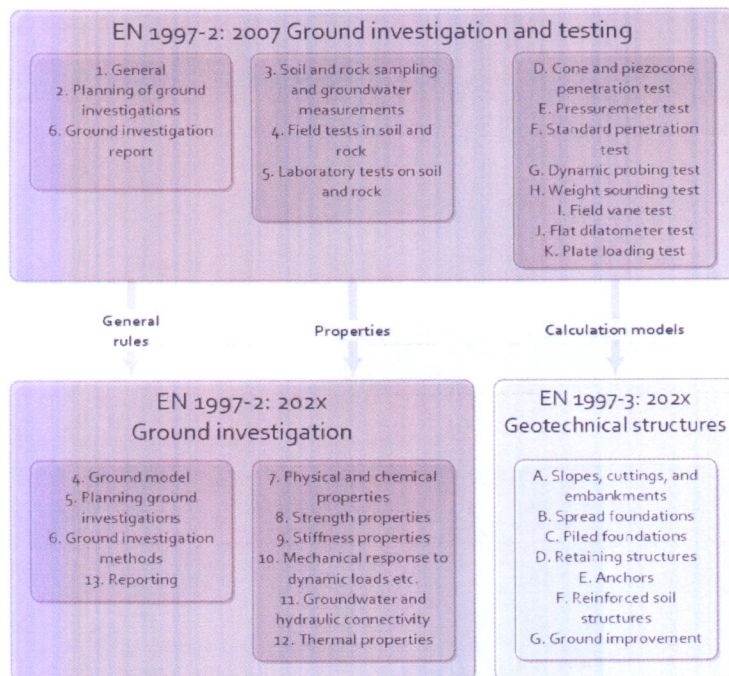 EN 1997-2: 2007 Ground investigation and testing
1. General
2. Planning of ground
investigations
6. Ground investigation
report
3. Soil and rock sampling
and groundwater
measurements
4. Field tests in soil and
rock
5. Laboratory tests on soil
and rock
D. Cone and piezocone
penetration test
E. Pressuremeter test
F. Standard penetration
test
G. Dynamic probing test
H. Weight sounding test
I. Field vane test
J. Flat dilatometer test
K. Plate loading test
General
rules
Properties
Calculation models
EN 1997-2: 202x
Ground investigation
4. Ground model
5. Planning ground
investigations
6. Ground investigation
methods
13. Reporting
7. Physical and chemical
properties
8. Strength properties
9. Stiffness properties
10. Mechanical response to
dynamic loads etc.
11. Groundwater and
hydraulic connectivity
12. Thermal properties
EN 1997-3: 202x
Geotechnical structures
A. Slopes, cuttings, and
embankments
B. Spread foundations
C. Piled foundations
D. Retaining structures
E. Anchors
F. Reinforced soil
structures
G. Ground improvement